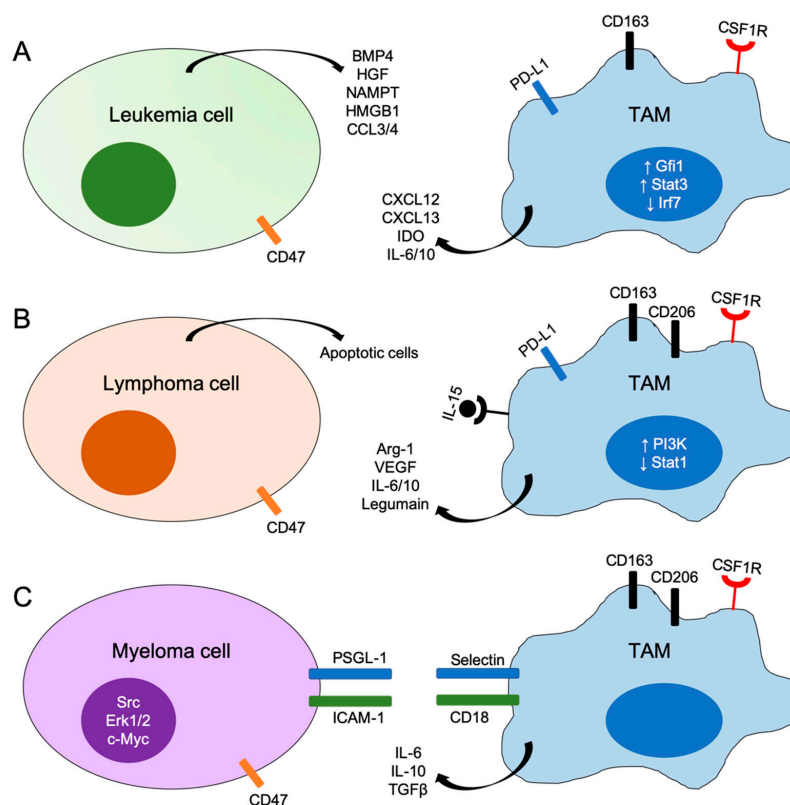 A
Leukemia cell
CD47
BMP4
HGF
NAMPT
HMGB1
CCL3/4
CXCL12
CXCL13
IDO
IL-6/10
PD-L1
CD163
CSF1R
TAM
↑ Gfi1
↑ Stat3
↓ Irf7
B
Lymphoma cell
CD47
Apoptotic cells
Arg-1
VEGF
IL-6/10
Legumain
IL-15
PD-L1
CD163
CD206
CSF1R
TAM
↑ PI3K
↓ Stat1
C
Myeloma cell
Src
Erk1/2
c-Myc
CD47
PSGL-1
ICAM-1
Selectin
CD18
IL-6
IL-10
TGFβ
CD163
CD206
CSF1R
TAM